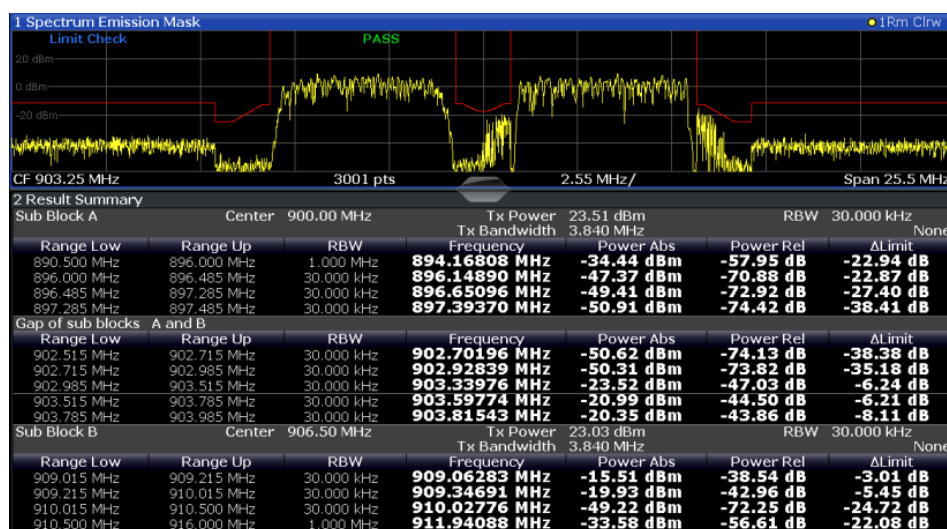 1 Spectrum Emission Mask 1Rm Clrw
Limit Check PASS
20 dBm
0 dBm
-20 dBm
CF 903.25 MHz 3001 pts 2.55 MHz/ Span 25.5 MHz
2 Result Summary
Sub Block A Center 900.00 MHz Tx Power 23.51 dBm RBW 30.000 kHz
Tx Bandwidth 3.840 MHz None
Range Low Range Up RBW Frequency Power Abs Power Rel ΔLimit
890.500 MHz 896.000 MHz 1.000 MHz 894.16808 MHz -34.44 dBm -57.95 dB -22.94 dB
896.000 MHz 896.485 MHz 30.000 kHz 896.14890 MHz -47.37 dBm -70.88 dB -22.87 dB
896.485 MHz 897.285 MHz 30.000 kHz 896.65096 MHz -49.41 dBm -72.92 dB -27.40 dB
897.285 MHz 897.485 MHz 30.000 kHz 897.39370 MHz -50.91 dBm -74.42 dB -38.41 dB
Gap of sub blocks A and B
Range Low Range Up RBW Frequency Power Abs Power Rel ΔLimit
902.515 MHz 902.715 MHz 30.000 kHz 902.70196 MHz -50.62 dBm -74.13 dB -38.38 dB
902.715 MHz 902.985 MHz 30.000 kHz 902.92839 MHz -50.31 dBm -73.82 dB -35.18 dB
902.985 MHz 903.515 MHz 30.000 kHz 903.33976 MHz -23.52 dBm -47.03 dB -6.24 dB
903.515 MHz 903.785 MHz 30.000 kHz 903.59774 MHz -20.99 dBm -44.50 dB -6.21 dB
903.785 MHz 903.985 MHz 30.000 kHz 903.81543 MHz -20.35 dBm -43.86 dB -8.11 dB
Sub Block B Center 906.50 MHz Tx Power 23.03 dBm RBW 30.000 kHz
Tx Bandwidth 3.840 MHz None
Range Low Range Up RBW Frequency Power Abs Power Rel ΔLimit
909.015 MHz 909.215 MHz 30.000 kHz 909.06283 MHz -15.51 dBm -38.54 dB -3.01 dB
909.215 MHz 910.015 MHz 30.000 kHz 909.34691 MHz -19.93 dBm -42.96 dB -5.45 dB
910.015 MHz 910.500 MHz 30.000 kHz 910.02776 MHz -49.22 dBm -72.25 dB -24.72 dB
910.500 MHz 916.000 MHz 1.000 MHz 911.94088 MHz -33.58 dBm -56.61 dB -22.08 dB